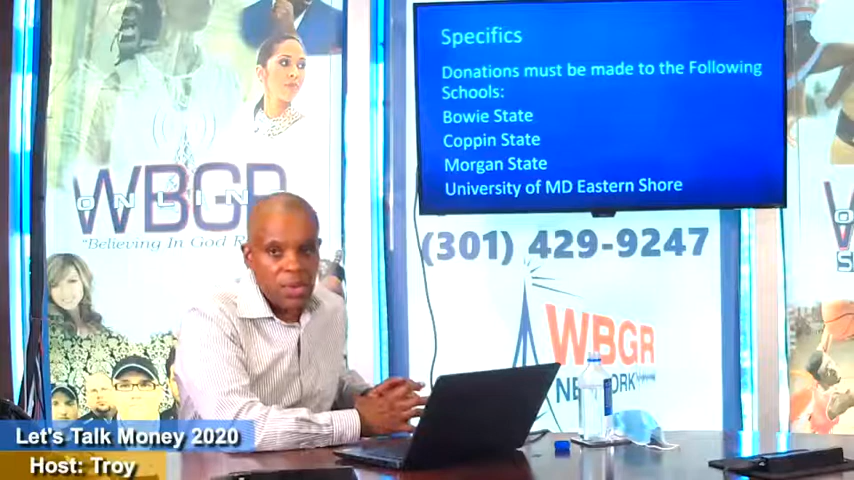 Specifics
Donations must be made to the Following
Schools:
Bowie State
Coppin State
Morgan State
University of MD Eastern Shore
WBGR
ONLINE
"Believing In God
(301) 429-9247
WBGR
Let's Talk Money 2020
Host: Troy